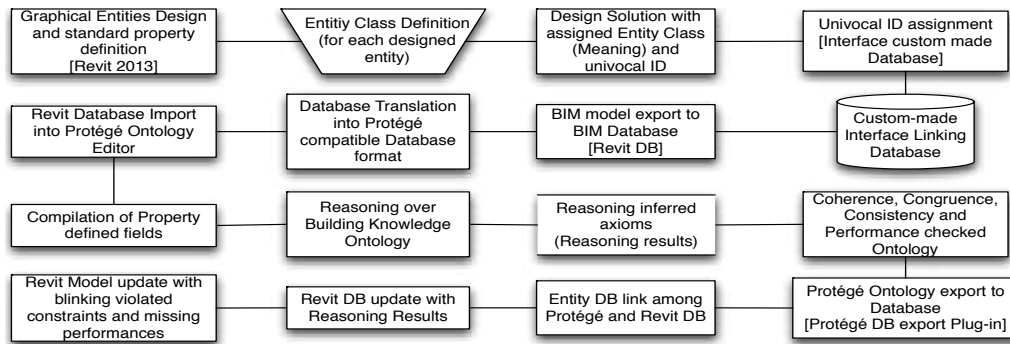 Graphical Entities Design
and standard property
definition
[Revit 2013]
Entitiy Class Definition
(for each designed
entity)
Design Solution with
assigned Entity Class
(Meaning) and
univocal ID
Univocal ID assignment
[Interface custom made
Database]
Revit Database Import
into Protégé Ontology
Editor
Database Translation
into Protégé
compatible Database
format
BIM model export to
BIM Database
[Revit DB]
Custom-made
Interface Linking
Database
Compilation of Property
defined fields
Reasoning over
Building Knowledge
Ontology
Reasoning inferred
axioms
(Reasoning results)
Coherence, Congruence,
Consistency and
Performance checked
Ontology
Revit Model update with
blinking violated
constraints and missing
performances
Revit DB update with
Reasoning Results
Entity DB link among
Protégé and Revit DB
Protégé Ontology export to
Database
[Protégé DB export Plug-in]